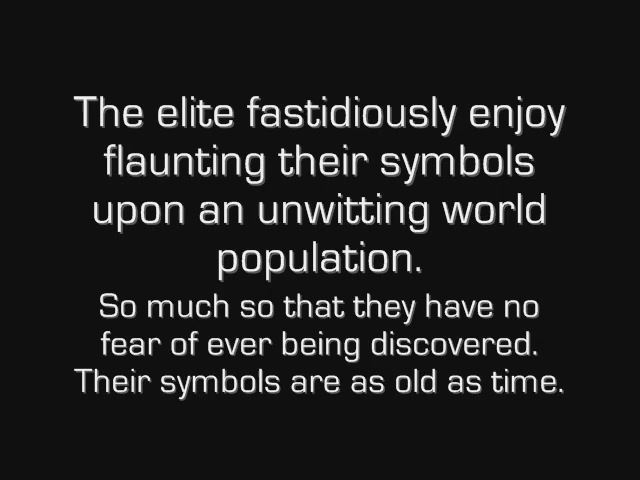 The elite fastidiously enjoy
flaunting their symbols
upon an unwitting world
population.
So much so that they have no
fear of ever being discovered.
Their symbols are as old as time.